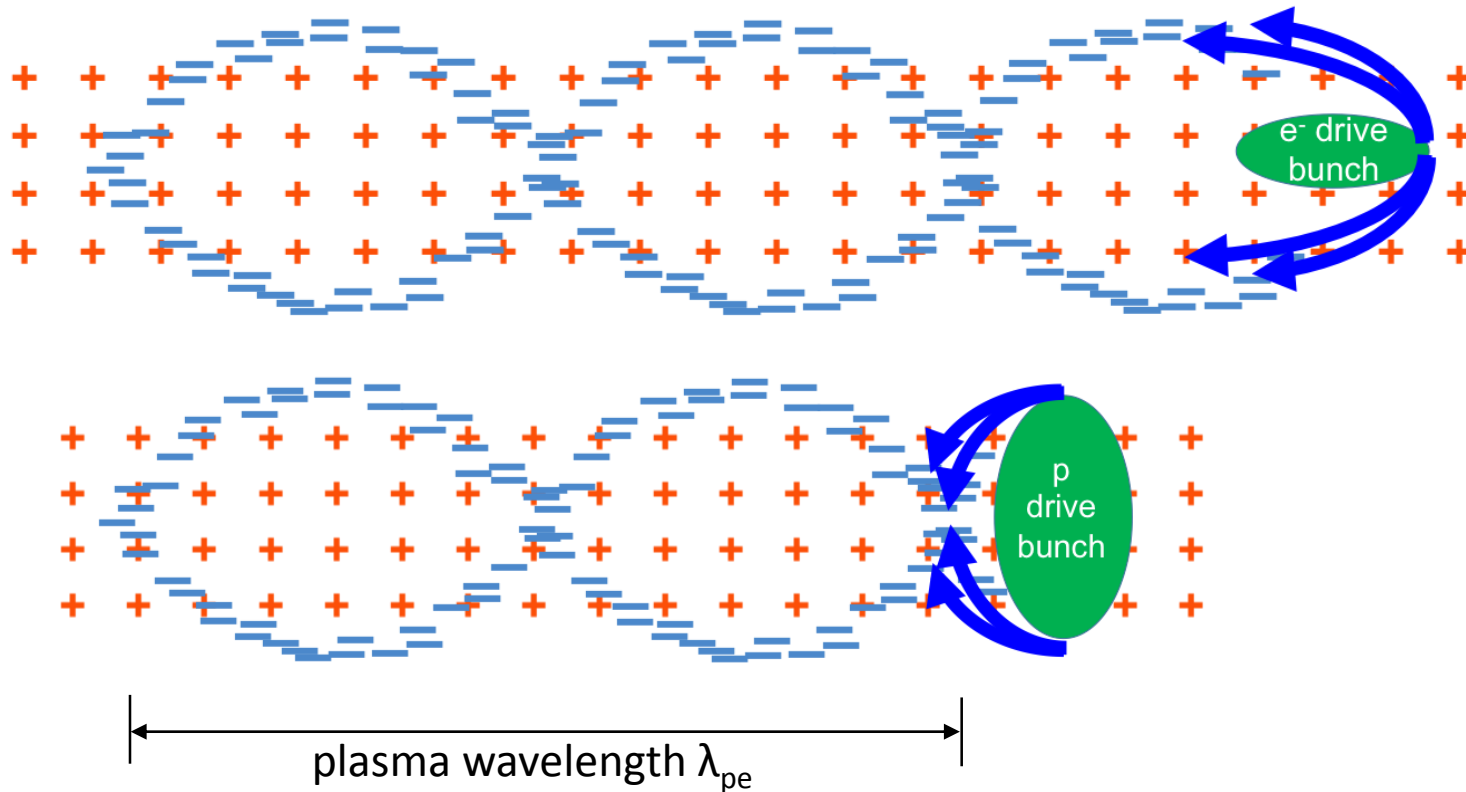 e- drive
bunch
p
drive
bunch
plasma wavelength λpe